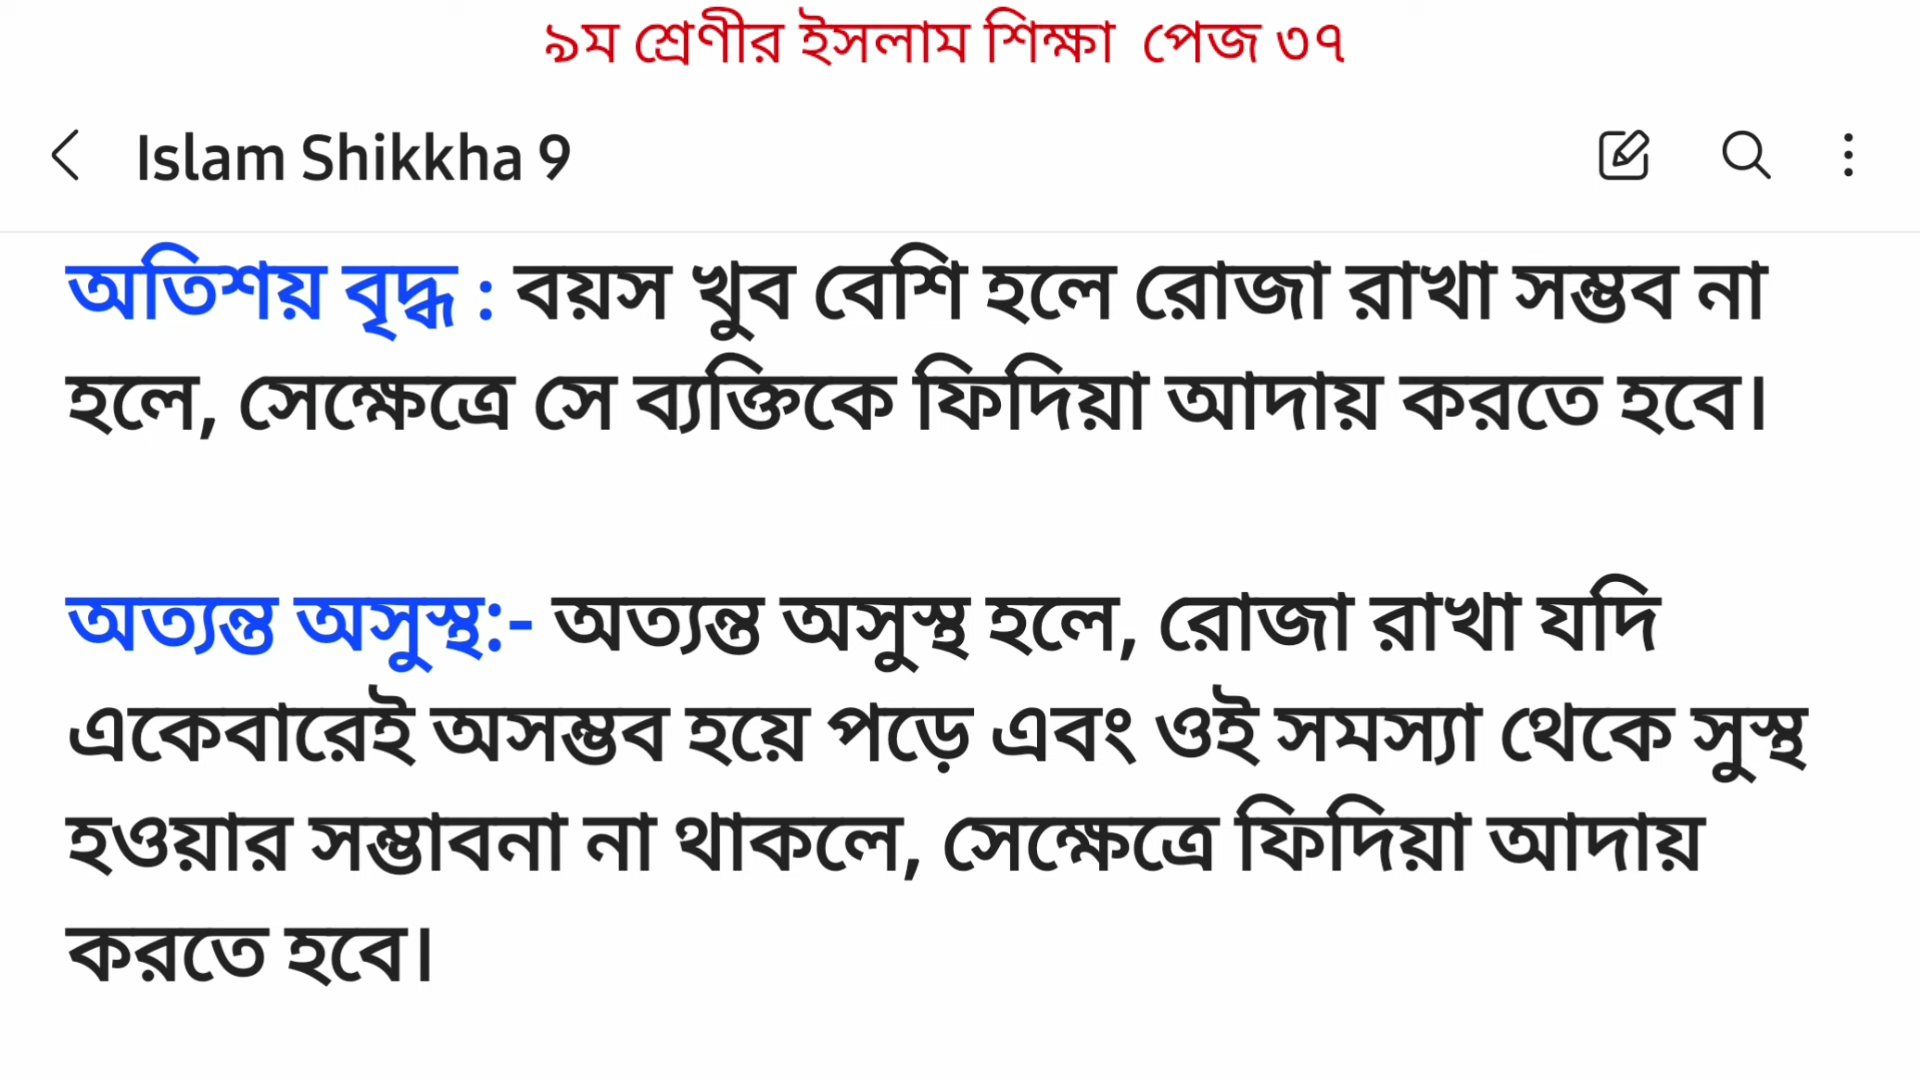 ৯ম শ্রেণীর ইসলাম শিক্ষা পেজ ৩৭
Islam Shikkha 9
অতিশয় বৃদ্ধ : বয়স খুব বেশি হলে রোজা রাখা সম্ভব না
হলে, সেক্ষেত্রে সে ব্যক্তিকে ফিদিয়া আদায় করতে হবে।
অত্যন্ত অসুস্থ:- অত্যন্ত অসুস্থ হলে, রোজা রাখা যদি
একেবারেই অসম্ভব হয়ে পড়ে এবং ওই সমস্যা থেকে সুস্থ
হওয়ার সম্ভাবনা না থাকলে, সেক্ষেত্রে ফিদিয়া আদায়
করতে হবে।